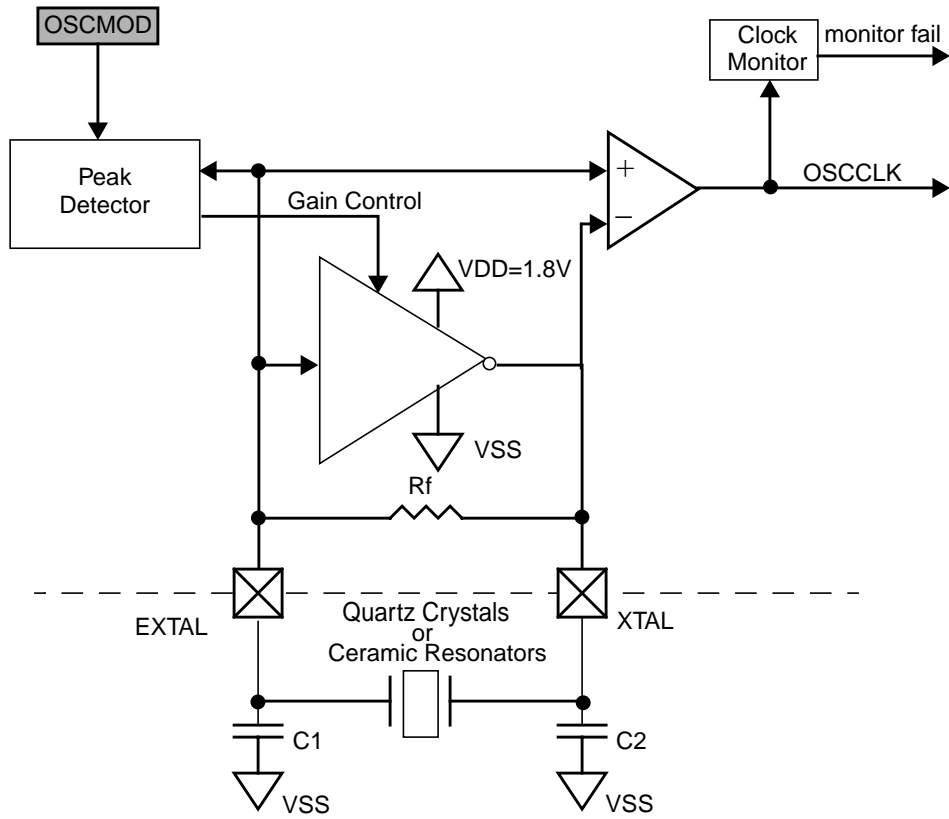 OSCMOD
Clock
Monitor
monitor fail
Peak
Detector
+
−
OSCCLK
Gain Control
VDD=1.8V
VSS
Rf
EXTAL
Quartz Crystals
or
Ceramic Resonators
XTAL
C1
C2
VSS
VSS